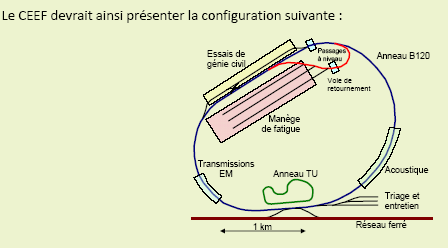 Le CEEF devrait ainsi présenter la configuration suivante :
Essais de
génie civil
Passages
à niveau
Anneau B120
Voie de
retournement
Manège
de fatigue
Transmissions
EM
Anneau TU
Acoustique
Triage et
entretien
Réseau ferré
1 km